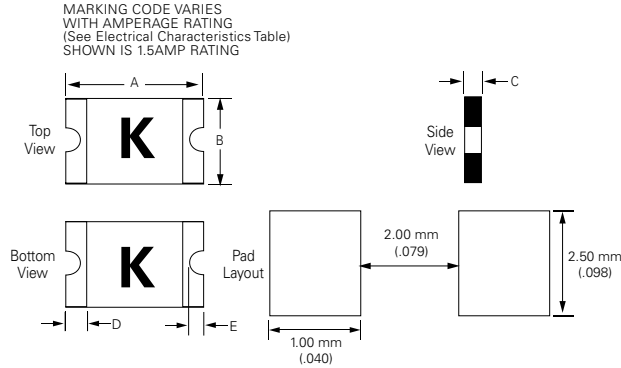 MARKING CODE VARIES
WITH AMPERAGE RATING
(See Electrical Characteristics Table)
SHOWN IS 1.5AMP RATING
A
C
Top
View
K
B
Side
View
Bottom
View
K
Pad
Layout
2.00 mm
(.079)
2.50 mm
(.098)
D
E
1.00 mm
(.040)